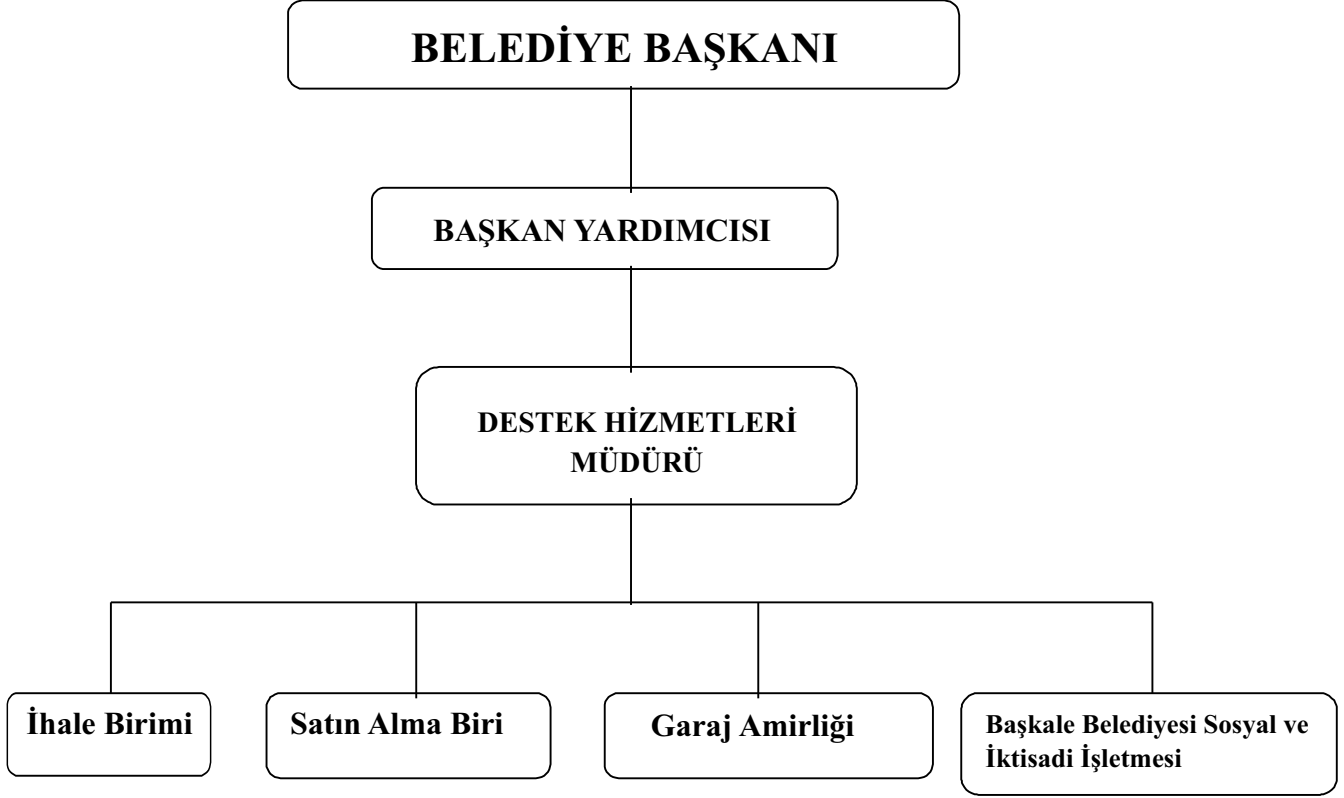 BELEDİYE BAŞKANI
BAŞKAN YARDIMCISI
DESTEK HİZMETLERİ
MÜDÜRÜ
İhale Birimi
Satın Alma Biri
Garaj Amirliği
Başkale Belediyesi Sosyal ve
İktisadi İşletmesi